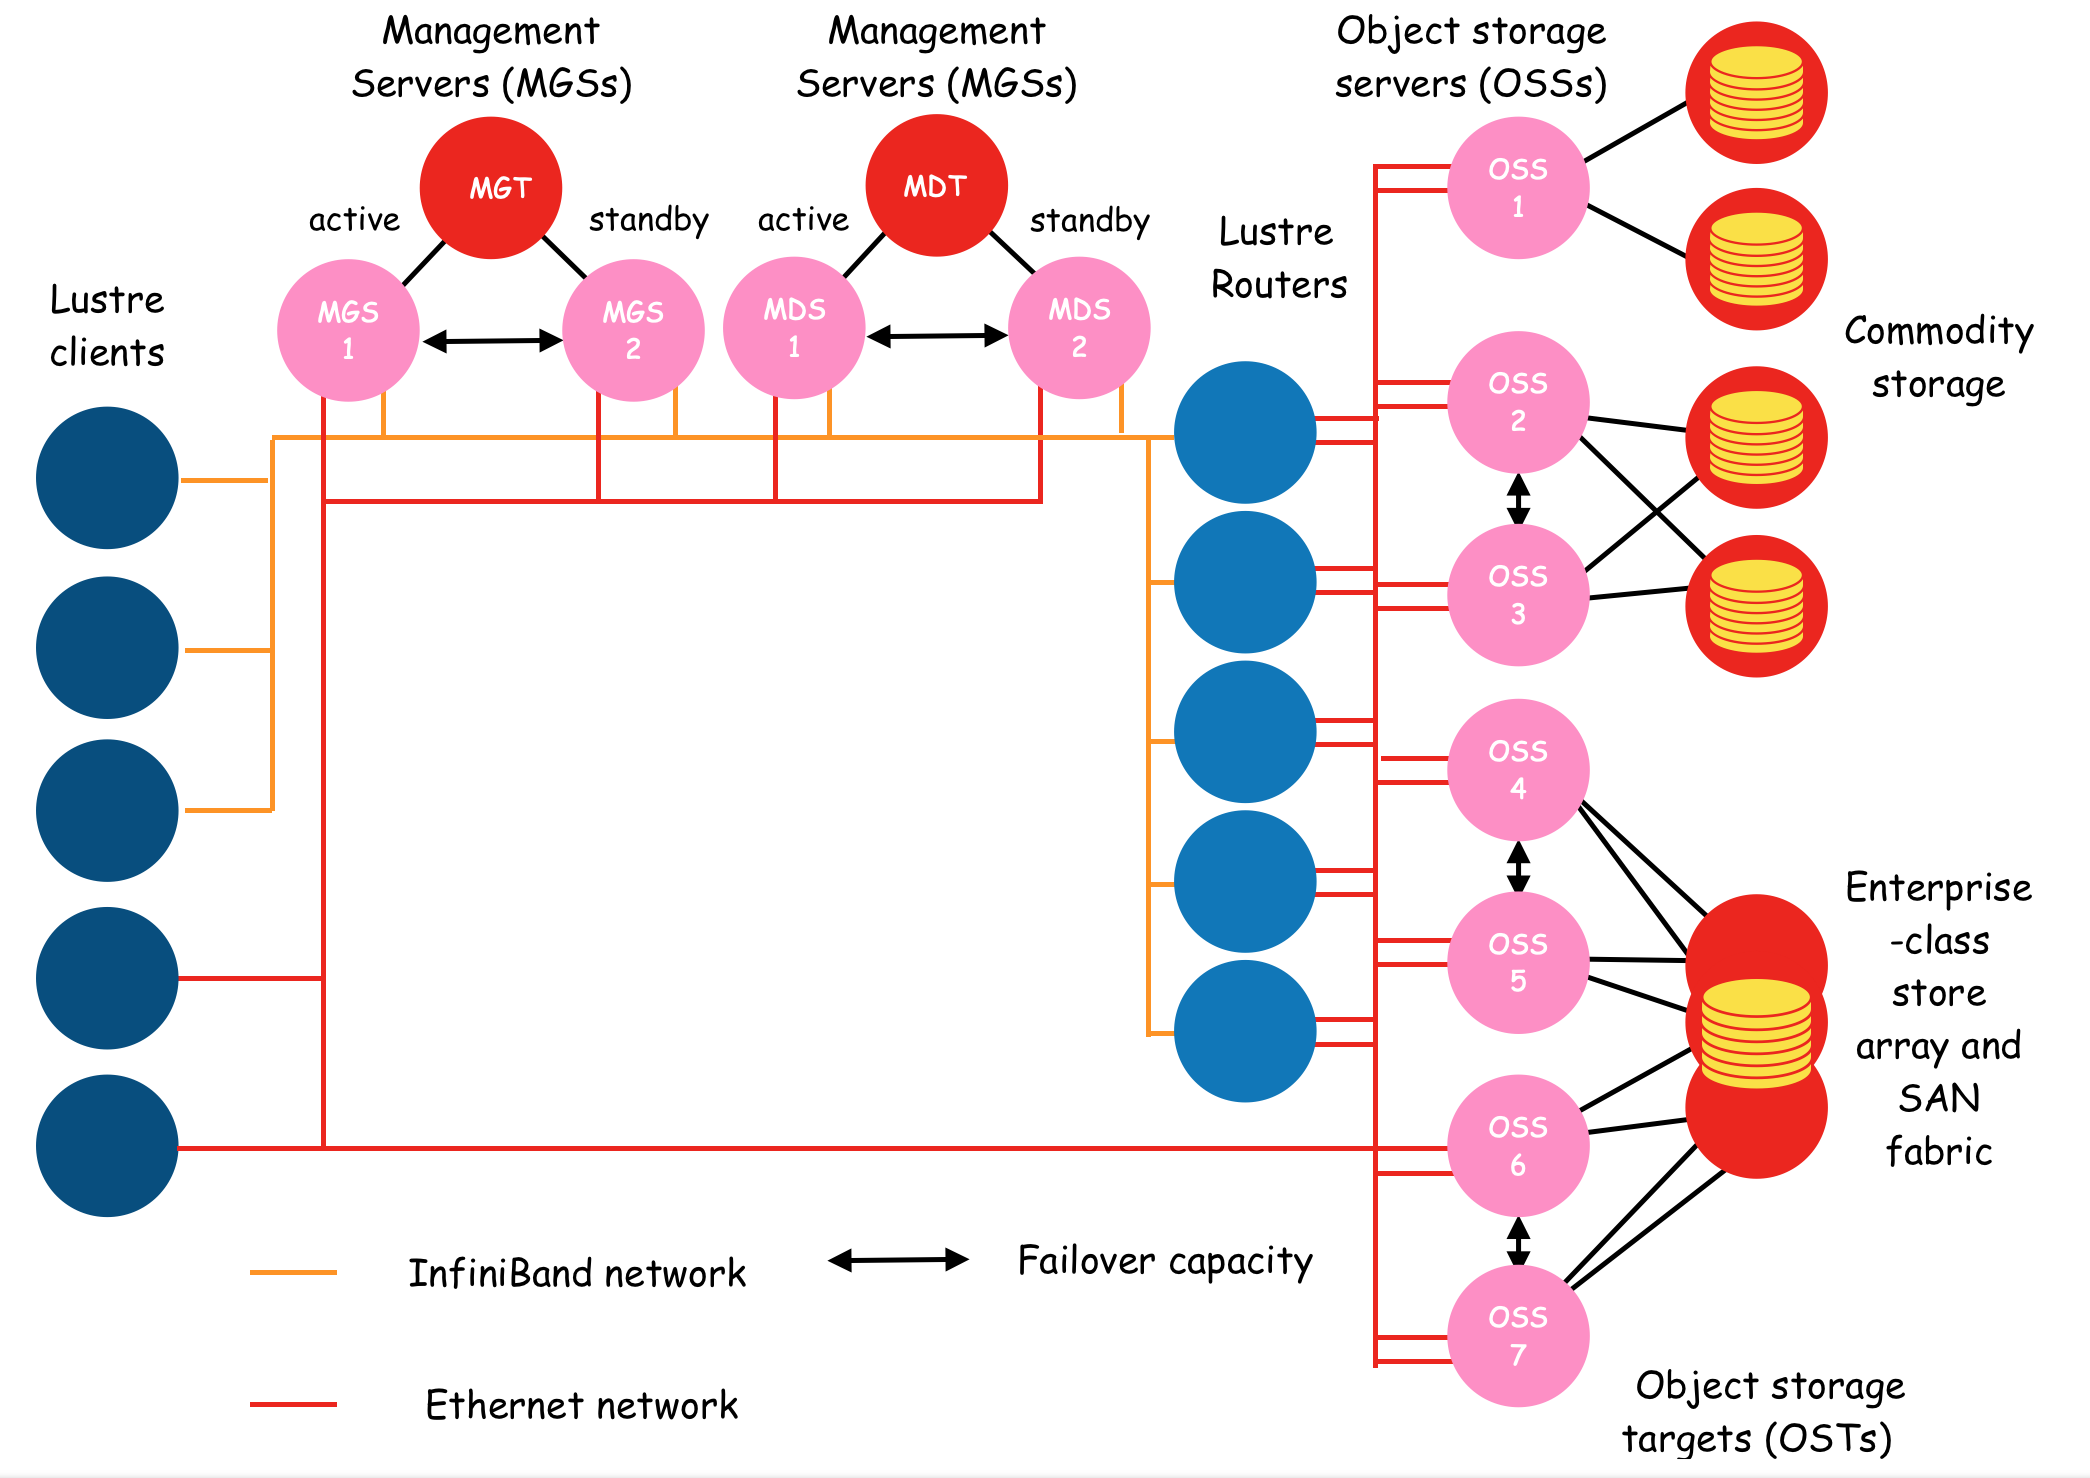 Management
Servers (MGSs)
Management
Servers (MGSs)
Object storage
servers (OSSs)
MGT
MDT
active
standby
active
standby
MGS
1
MGS
2
MDS
1
MDS
2
Lustre
clients
Lustre
Routers
OSS
1
OSS
2
OSS
3
OSS
4
OSS
5
OSS
6
OSS
7
Commodity
storage
Enterprise
-class
store
array and
SAN
fabric
InfiniBand network
Failover capacity
Ethernet network
Object storage
targets (OSTs)